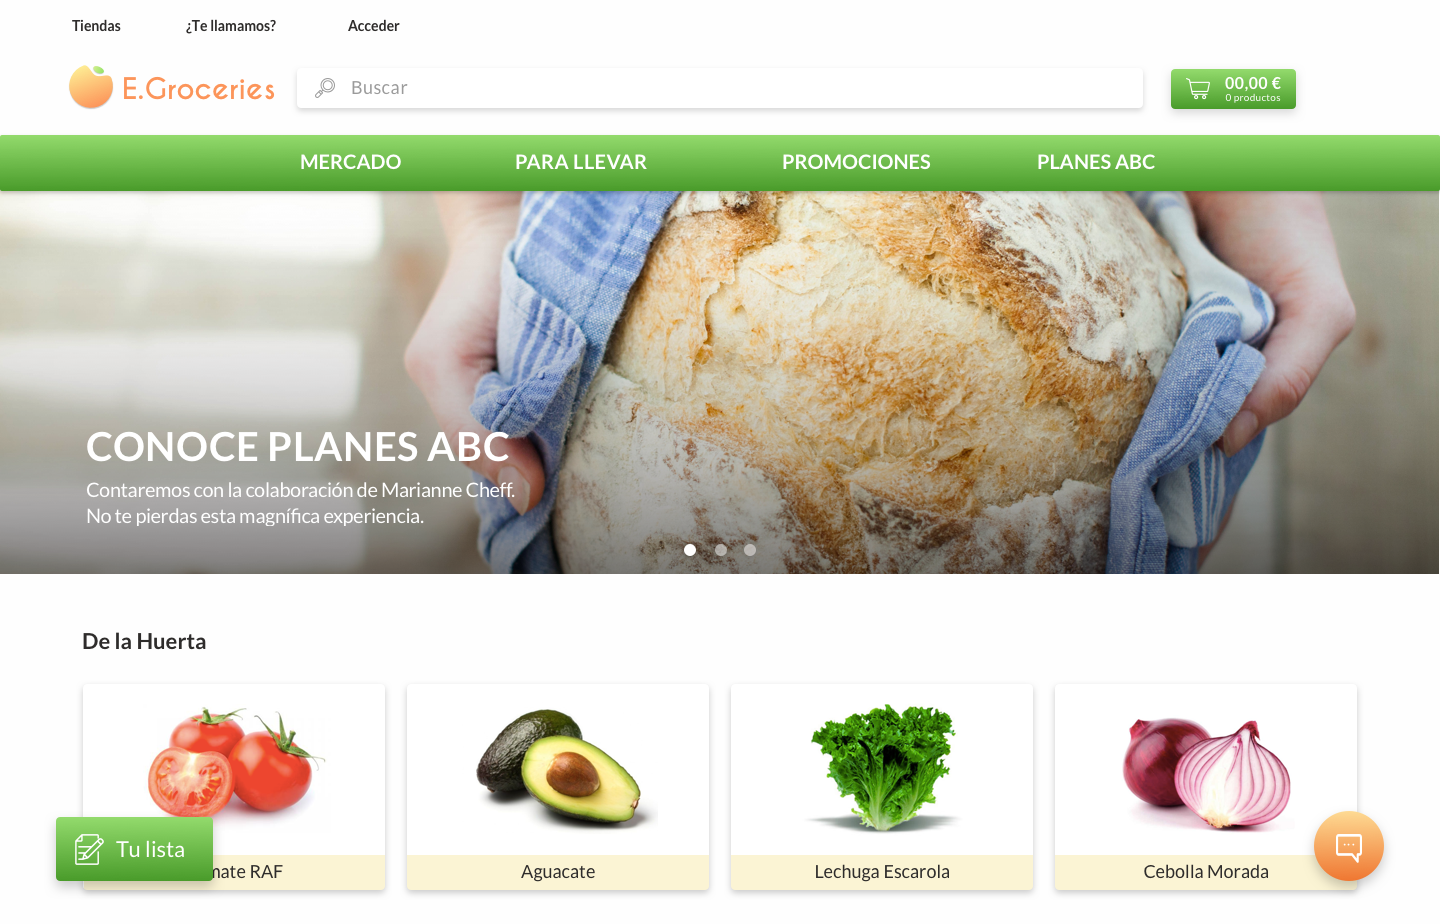 Tiendas
¿Te llamamos?
Acceder
E.Groceries
Buscar
00,00 €
0 productos
MERCADO
PARA LLEVAR
PROMOCIONES
PLANES ABC
CONOCE PLANES ABC
Contaremos con la colaboración de Marianne Cheff.
No te pierdas esta magnífica experiencia.
De la Huerta
Tu lista
mate RAF
Aguacate
Lechuga Escarola
Cebolla Morada